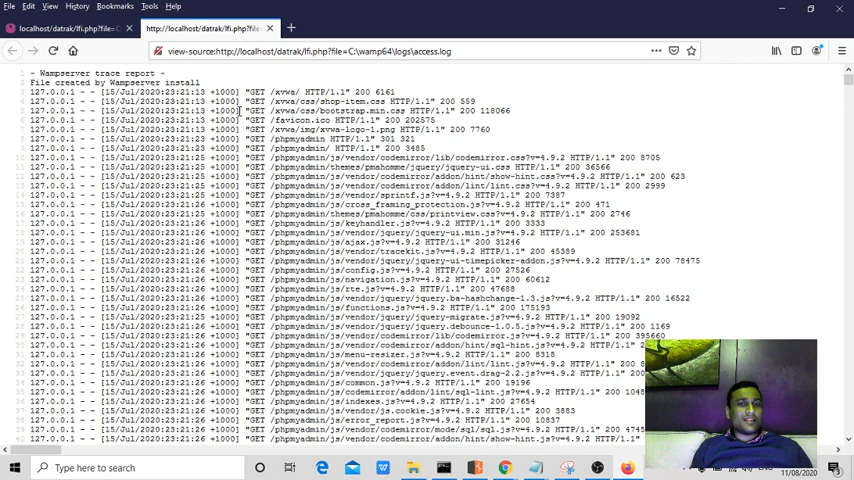 File Edit View History Bookmarks Tools Help
localhost/datrak/lfi.php?file=C:
http://localhost/datrak/lfi.php?file=
view-source:http://localhost/datrak/lfi.php?file=C:\wamp64\logs\access.log
1 - Wampserver trace report -
2 File created by Wampserver install
3 127.0.0.1 - - [15/Jul/2020:23:21:13 +1000] "GET /xvwa/ HTTP/1.1" 200 6161
4 127.0.0.1 - - [15/Jul/2020:23:21:13 +1000] "GET /xvwa/css/shop-item.css HTTP/1.1" 200 559
5 127.0.0.1 - - [15/Jul/2020:23:21:13 +1000] "GET /xvwa/css/bootstrap.min.css HTTP/1.1" 200 118066
6 127.0.0.1 - - [15/Jul/2020:23:21:13 +1000] "GET /favicon.ico HTTP/1.1" 200 202575
7 127.0.0.1 - - [15/Jul/2020:23:21:13 +1000] "GET /xvwa/img/xvwa-logo-1.png HTTP/1.1" 200 7760
8 127.0.0.1 - - [15/Jul/2020:23:21:23 +1000] "GET /phpmyadmin HTTP/1.1" 301 321
9 127.0.0.1 - - [15/Jul/2020:23:21:23 +1000] "GET /phpmyadmin/ HTTP/1.1" 200 3485
10 127.0.0.1 - - [15/Jul/2020:23:21:25 +1000] "GET /phpmyadmin/js/vendor/codemirror/lib/codemirror.css?v=4.9.2 HTTP/1.1" 200 8705
11 127.0.0.1 - - [15/Jul/2020:23:21:25 +1000] "GET /phpmyadmin/themes/pmahomme/jquery/jquery-ui.css HTTP/1.1" 200 36566
12 127.0.0.1 - - [15/Jul/2020:23:21:25 +1000] "GET /phpmyadmin/js/vendor/codemirror/addon/hint/show-hint.css?v=4.9.2 HTTP/1.1" 200 623
13 127.0.0.1 - - [15/Jul/2020:23:21:25 +1000] "GET /phpmyadmin/js/vendor/codemirror/addon/lint/lint.css?v=4.9.2 HTTP/1.1" 200 2999
14 127.0.0.1 - - [15/Jul/2020:23:21:25 +1000] "GET /phpmyadmin/js/vendor/sprintf.js?v=4.9.2 HTTP/1.1" 200 7387
15 127.0.0.1 - - [15/Jul/2020:23:21:26 +1000] "GET /phpmyadmin/js/cross_framing_protection.js?v=4.9.2 HTTP/1.1" 200 471
16 127.0.0.1 - - [15/Jul/2020:23:21:25 +1000] "GET /phpmyadmin/themes/pmahomme/css/printview.css?v=4.9.2 HTTP/1.1" 200 2746
17 127.0.0.1 - - [15/Jul/2020:23:21:26 +1000] "GET /phpmyadmin/js/keyhandler.js?v=4.9.2 HTTP/1.1" 200 3333
18 127.0.0.1 - - [15/Jul/2020:23:21:26 +1000] "GET /phpmyadmin/js/vendor/jquery/jquery-ui.min.js?v=4.9.2 HTTP/1.1" 200 253681
19 127.0.0.1 - - [15/Jul/2020:23:21:26 +1000] "GET /phpmyadmin/js/ajax.js?v=4.9.2 HTTP/1.1" 200 31246
20 127.0.0.1 - - [15/Jul/2020:23:21:26 +1000] "GET /phpmyadmin/js/vendor/tracekit.js?v=4.9.2 HTTP/1.1" 200 45389
21 127.0.0.1 - - [15/Jul/2020:23:21:26 +1000] "GET /phpmyadmin/js/vendor/jquery/jquery-ui-timepicker-addon.js?v=4.9.2 HTTP/1.1" 200 78475
22 127.0.0.1 - - [15/Jul/2020:23:21:26 +1000] "GET /phpmyadmin/js/config.js?v=4.9.2 HTTP/1.1" 200 27526
23 127.0.0.1 - - [15/Jul/2020:23:21:26 +1000] "GET /phpmyadmin/js/navigation.js?v=4.9.2 HTTP/1.1" 200 60612
24 127.0.0.1 - - [15/Jul/2020:23:21:26 +1000] "GET /phpmyadmin/js/rte.js?v=4.9.2 HTTP/1.1" 200 47688
25 127.0.0.1 - - [15/Jul/2020:23:21:26 +1000] "GET /phpmyadmin/js/vendor/jquery/jquery.ba-hashchange-1.3.js?v=4.9.2 HTTP/1.1" 200 16522
26 127.0.0.1 - - [15/Jul/2020:23:21:26 +1000] "GET /phpmyadmin/js/functions.js?v=4.9.2 HTTP/1.1" 200 175193
27 127.0.0.1 - - [15/Jul/2020:23:21:25 +1000] "GET /phpmyadmin/js/vendor/jquery/jquery-migrate.js?v=4.9.2 HTTP/1.1" 200 19092
28 127.0.0.1 - - [15/Jul/2020:23:21:26 +1000] "GET /phpmyadmin/js/vendor/jquery/jquery.debounce-1.0.5.js?v=4.9.2 HTTP/1.1" 200 1169
29 127.0.0.1 - - [15/Jul/2020:23:21:26 +1000] "GET /phpmyadmin/js/vendor/codemirror/lib/codemirror.js?v=4.9.2 HTTP/1.1" 200 395660
30 127.0.0.1 - - [15/Jul/2020:23:21:26 +1000] "GET /phpmyadmin/js/vendor/codemirror/addon/hint/sql-hint.js?v=4.9.2 HTTP/1.1" 200
31 127.0.0.1 - - [15/Jul/2020:23:21:26 +1000] "GET /phpmyadmin/js/menu-resizer.js?v=4.9.2 HTTP/1.1" 200 8318
32 127.0.0.1 - - [15/Jul/2020:23:21:26 +1000] "GET /phpmyadmin/js/vendor/codemirror/addon/lint/lint.js?v=4.9.2 HTTP/1.1" 200
33 127.0.0.1 - - [15/Jul/2020:23:21:26 +1000] "GET /phpmyadmin/js/vendor/jquery/jquery.event.drag-2.2.js?v=4.9.2 HTTP/1.1" 200
34 127.0.0.1 - - [15/Jul/2020:23:21:26 +1000] "GET /phpmyadmin/js/common.js?v=4.9.2 HTTP/1.1" 200 19196
35 127.0.0.1 - - [15/Jul/2020:23:21:26 +1000] "GET /phpmyadmin/js/codemirror/addon/lint/sql-lint.js?v=4.9.2 HTTP/1.1" 200
36 127.0.0.1 - - [15/Jul/2020:23:21:26 +1000] "GET /phpmyadmin/js/indexes.js?v=4.9.2 HTTP/1.1" 200 27654
37 127.0.0.1 - - [15/Jul/2020:23:21:26 +1000] "GET /phpmyadmin/js/vendor/js.cookie.js?v=4.9.2 HTTP/1.1" 200 3883
38 127.0.0.1 - - [15/Jul/2020:23:21:26 +1000] "GET /phpmyadmin/js/error_report.js?v=4.9.2 HTTP/1.1" 200 10837
39 127.0.0.1 - - [15/Jul/2020:23:21:26 +1000] "GET /phpmyadmin/js/vendor/codemirror/mode/sql/sql.js?v=4.9.2 HTTP/1.1" 200
40 127.0.0.1 - - [15/Jul/2020:23:21:26 +1000] "GET /phpmyadmin/js/vendor/codemirror/addon/hint/show-hint.js?v=4.9.2 HTTP/1.1"
Type here to search
ENG
11/08/2020